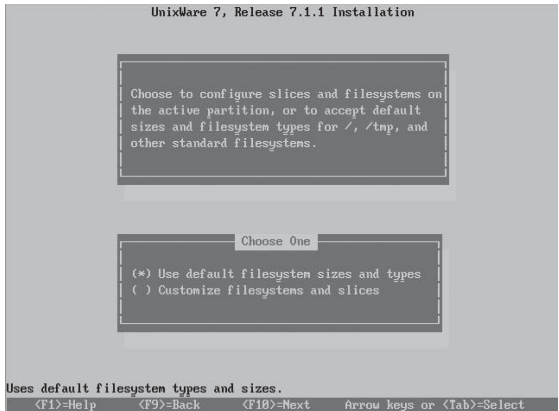 UnixWare 7, Release 7.1.1 Installation
Choose to configure slices and filesystems on
the active partition, or to accept default
sizes and filesystem types for /, /tmp, and
other standard filesystems.
Choose One
(*) Use default filesystem sizes and types
( ) Customize filesystems and slices
Uses default filesystem types and sizes.
<F1>=Help <F9>=Back <F10>=Next Arrow keys or <Tab>=Select